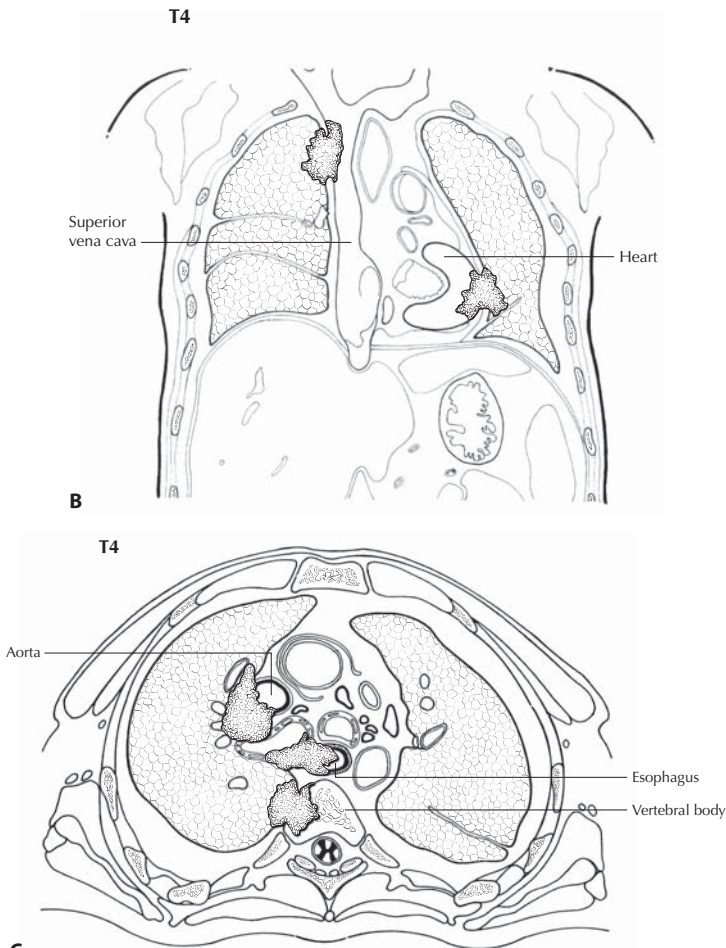 T4
Superior
vena cava
Heart
B
T4
Aorta
Esophagus
Vertebral body
C